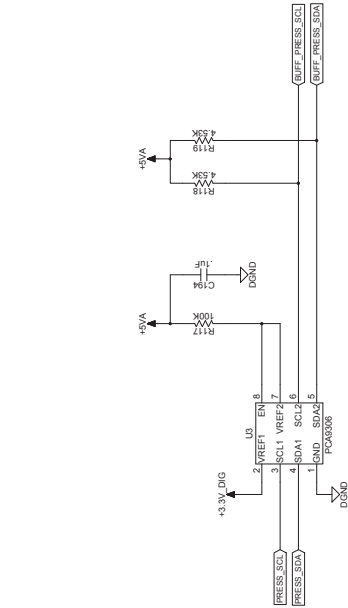 BUFF_PRESS_SCL
BUFF_PRESS_SDA
+5VA
4.53K
R119
4.53K
R118
+5VA
.1uF
C194
DGND
100K
R117
8
7
6
5
EN
VREF2
SCL2
SDA2
U3
PCA9306
VREF1
SCL1
SDA1
GND
2
3
4
1
+3.3V_DIG
DGND
PRESS_SCL
PRESS_SDA